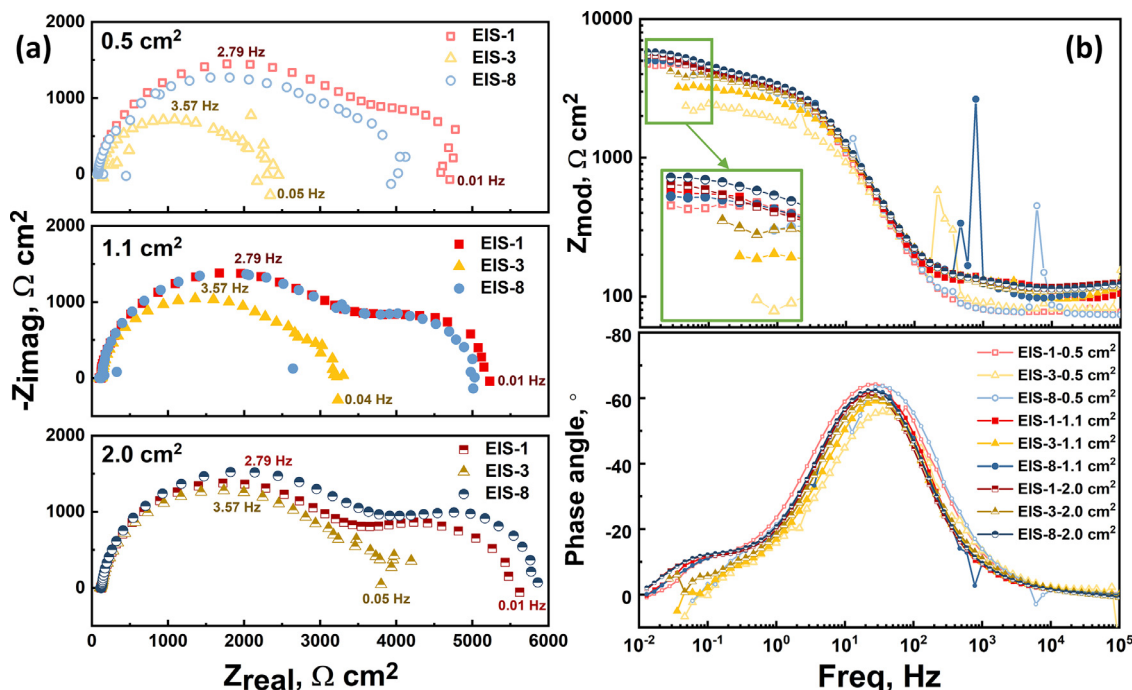 (a)
0.5 cm²
2000
1000
0
2.79 Hz
3.57 Hz
0.05 Hz
0.01 Hz
EIS-1
EIS-3
EIS-8
1.1 cm²
2000
1000
0
2.79 Hz
3.57 Hz
0.04 Hz
0.01 Hz
EIS-1
EIS-3
EIS-8
2.0 cm²
2000
1000
0
2.79 Hz
3.57 Hz
0.05 Hz
0.01 Hz
EIS-1
EIS-3
EIS-8
-Zimag, Ω cm²
0 1000 2000 3000 4000 5000 6000
Zreal, Ω cm²
(b)
10000
1000
100
Zmod, Ω cm²
-80
-60
-40
-20
0
Phase angle, °
EIS-1-0.5 cm²
EIS-3-0.5 cm²
EIS-8-0.5 cm²
EIS-1-1.1 cm²
EIS-3-1.1 cm²
EIS-8-1.1 cm²
EIS-1-2.0 cm²
EIS-3-2.0 cm²
EIS-8-2.0 cm²
10⁻² 10⁻¹ 10⁰ 10¹ 10² 10³ 10⁴ 10⁵
Freq, Hz